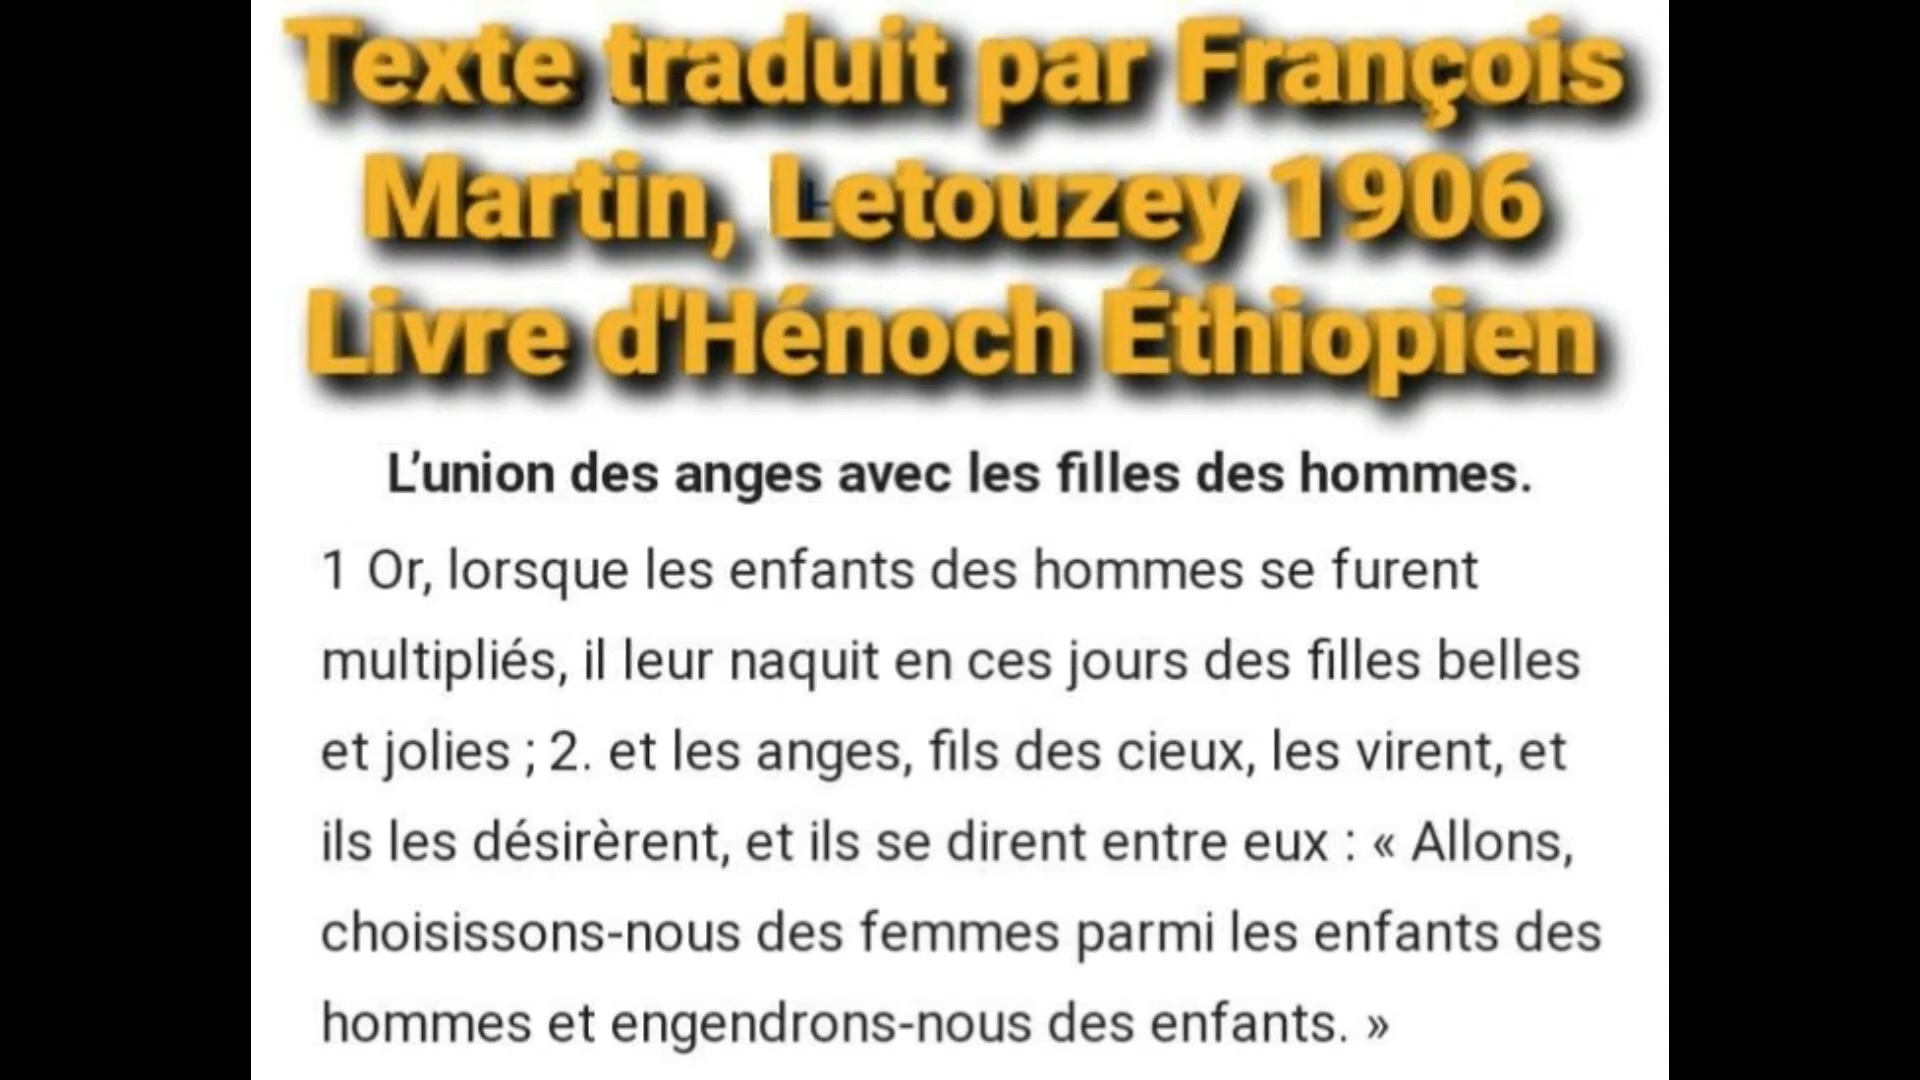 Texte traduit par François
Martin, Letouzey 1906
Livre d'Hénoch Éthiopien
L’union des anges avec les filles des hommes.
1 Or, lorsque les enfants des hommes se furent
multipliés, il leur naquit en ces jours des filles belles
et jolies ; 2. et les anges, fils des cieux, les virent, et
ils les désirèrent, et ils se dirent entre eux : « Allons,
choisissons-nous des femmes parmi les enfants des
hommes et engendrons-nous des enfants. »